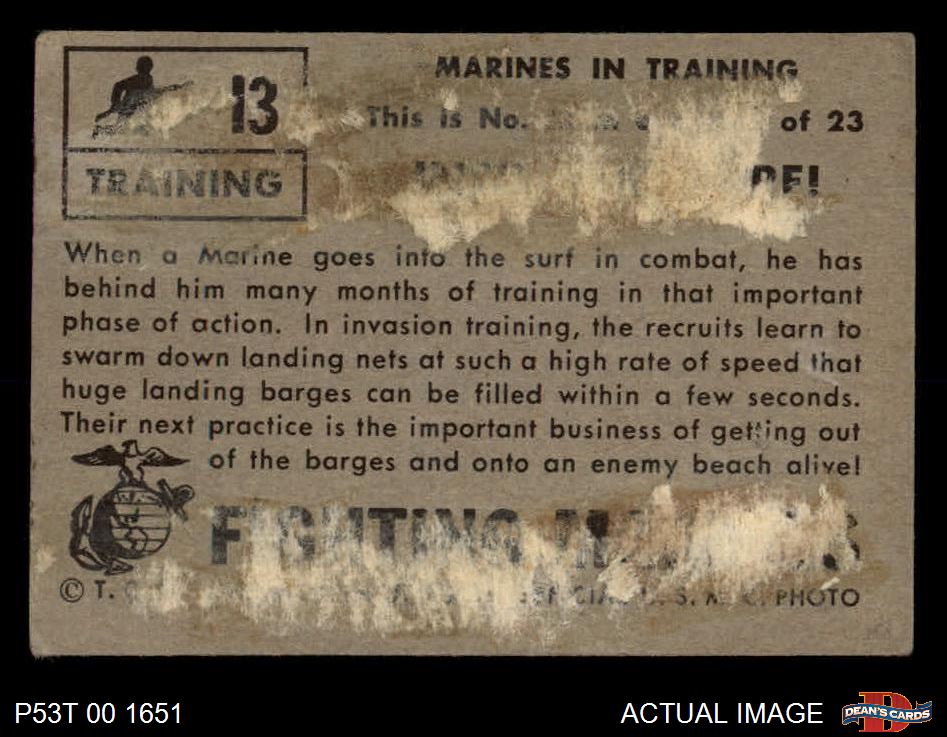 13
TRAINING
MARINES IN TRAINING
This is No. of 23
When a Marine goes into the surf in combat, he has
behind him many months of training in that important
phase of action. In invasion training, the recruits learn to
swarm down landing nets at such a high rate of speed that
huge landing barges can be filled within a few seconds.
Their next practice is the important business of getting out
of the barges and onto an enemy beach alive!
FIGHTING
© T. PHOTO
P53T 00 1651
ACTUAL IMAGE
DEAN'S CARDS